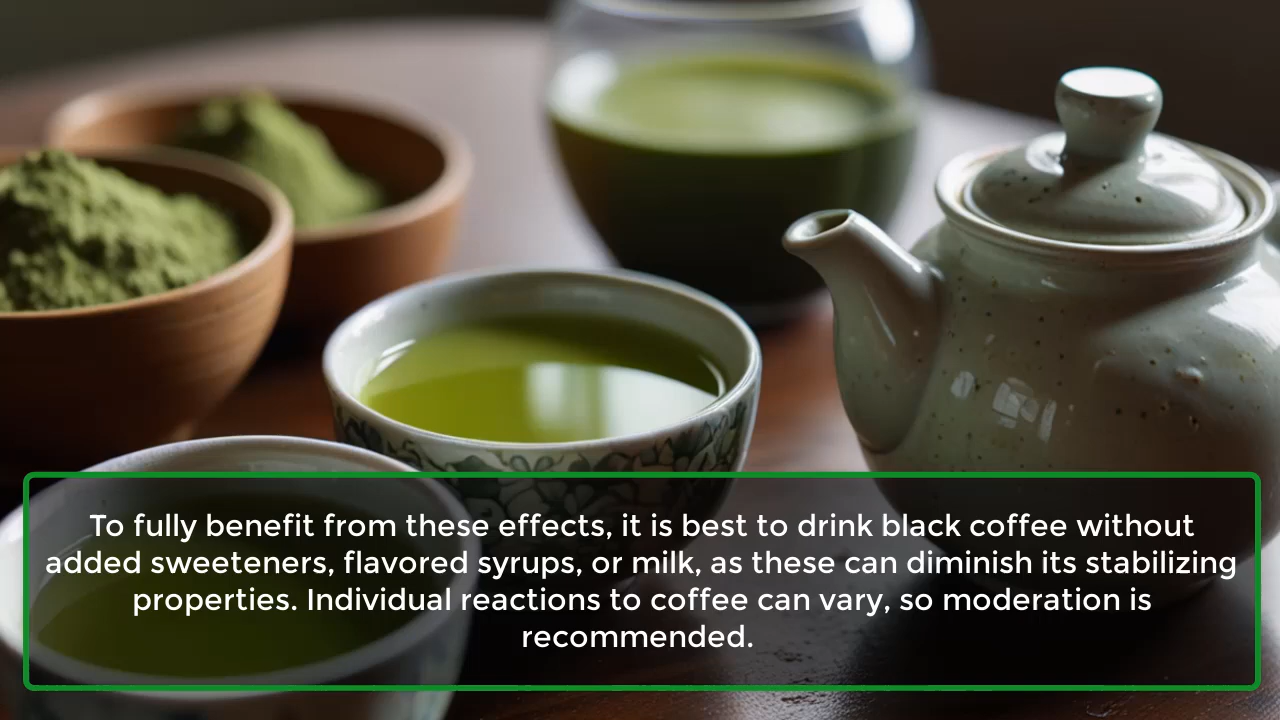 To fully benefit from these effects, it is best to drink black coffee without
added sweeteners, flavored syrups, or milk, as these can diminish its stabilizing
properties. Individual reactions to coffee can vary, so moderation is
recommended.